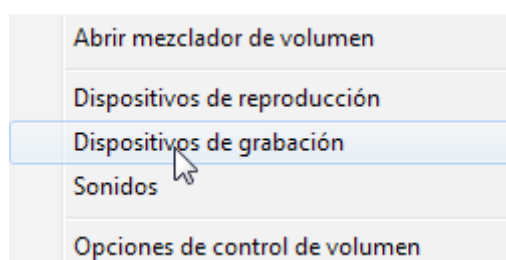 Abrir mezclador de volumen
Dispositivos de reproducción
Dispositivos de grabación
Sonidos
Opciones de control de volumen